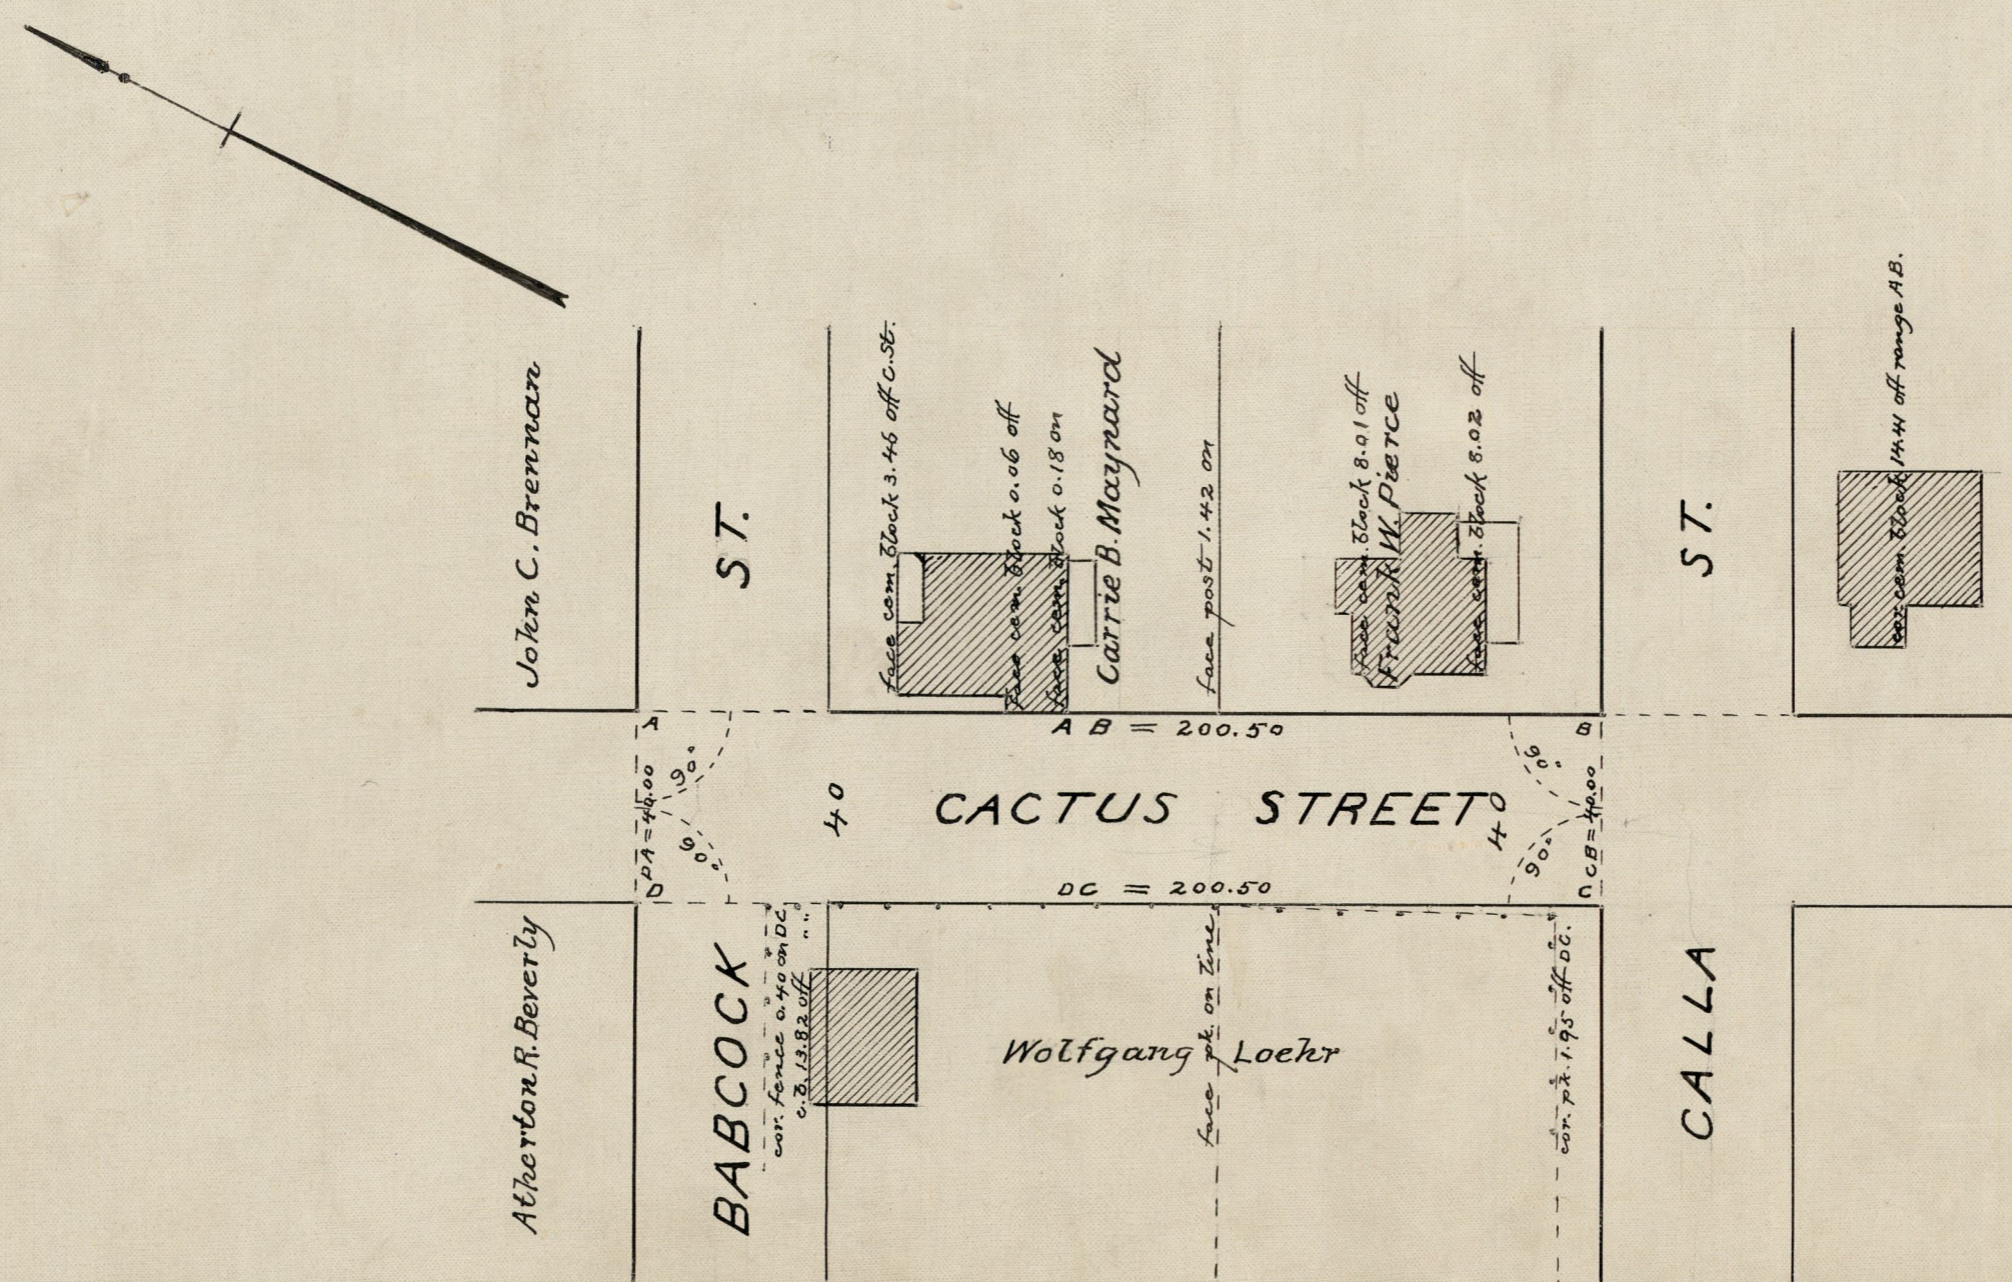 John C. Brennan
ST.
face cem. block 3.46 off C. St.
face cem. block 0.06 off
face cem. block 0.18 on
Carrie B. Maynard
face post 1.42 on
face cem. block 8.01 off
Frank W. Pierce
face cem. block 8.02 off
ST.
cor. cem. block 14.41 off range AB.
A
AB = 200.50
B
90°
90°
DA = 40.00
40
CACTUS STREET
40
CB = 40.00
90°
90°
D
DC = 200.50
C
Atherton R. Beverly
BABCOCK
cor. fence 0.40 on DC.
c.b. 13.82 off " "
Wolfgang Loehr
face pk. on line
cor. pk. 1.95 off DC.
CALLA